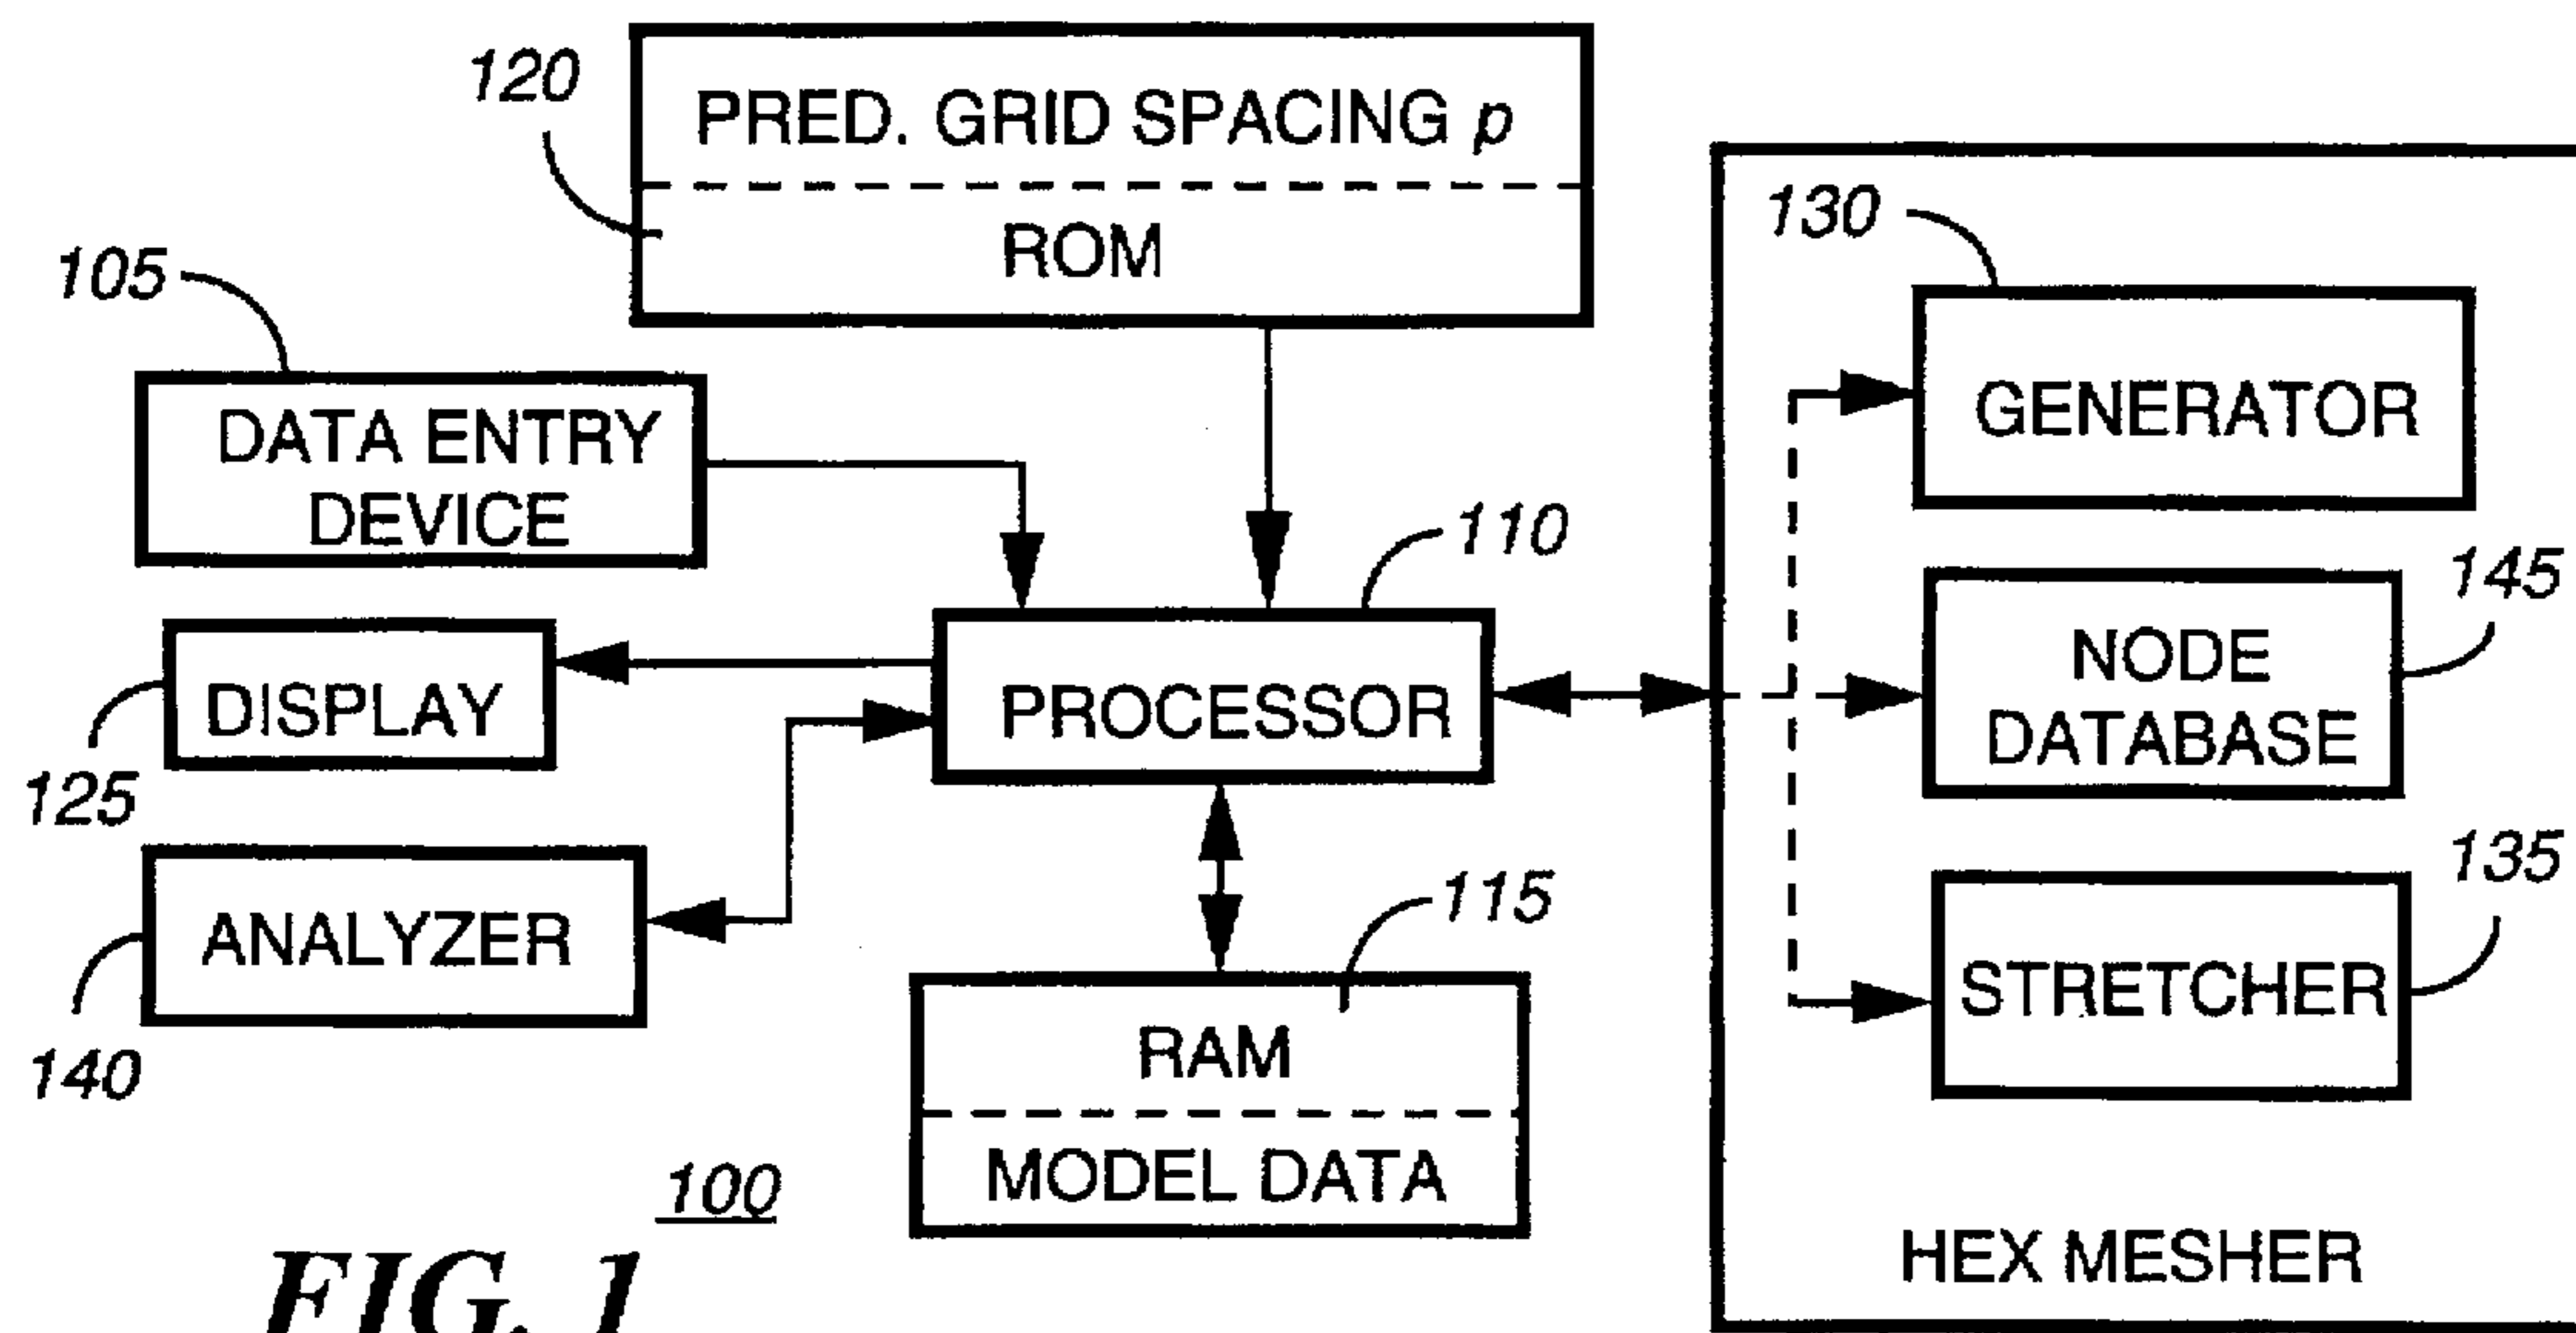 120
PRED. GRID SPACING p
ROM
105
DATA ENTRY
DEVICE
130
GENERATOR
110
PROCESSOR
145
NODE
DATABASE
DISPLAY
125
ANALYZER
140
115
RAM
MODEL DATA
135
STRETCHER
HEX MESHER
100
FIG. 1